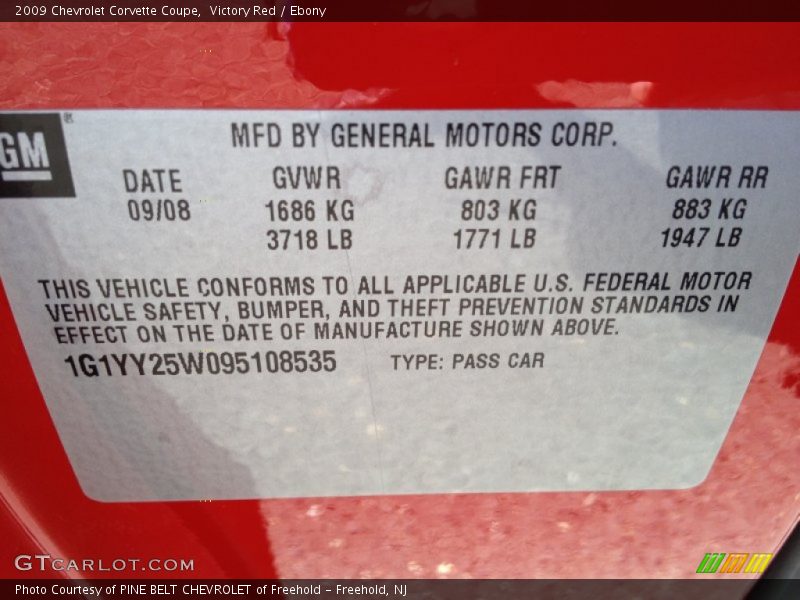 2009 Chevrolet Corvette Coupe,  Victory Red / Ebony
GM
MFD BY GENERAL MOTORS CORP.
DATE GVWR GAWR FRT GAWR RR
09/08 1686 KG 803 KG 883 KG
3718 LB 1771 LB 1947 LB
THIS VEHICLE CONFORMS TO ALL APPLICABLE U.S. FEDERAL MOTOR
VEHICLE SAFETY, BUMPER, AND THEFT PREVENTION STANDARDS IN
EFFECT ON THE DATE OF MANUFACTURE SHOWN ABOVE.
1G1YY25W095108535 TYPE: PASS CAR
GTCARLOT.COM
Photo Courtesy of PINE BELT CHEVROLET of Freehold - Freehold, NJ